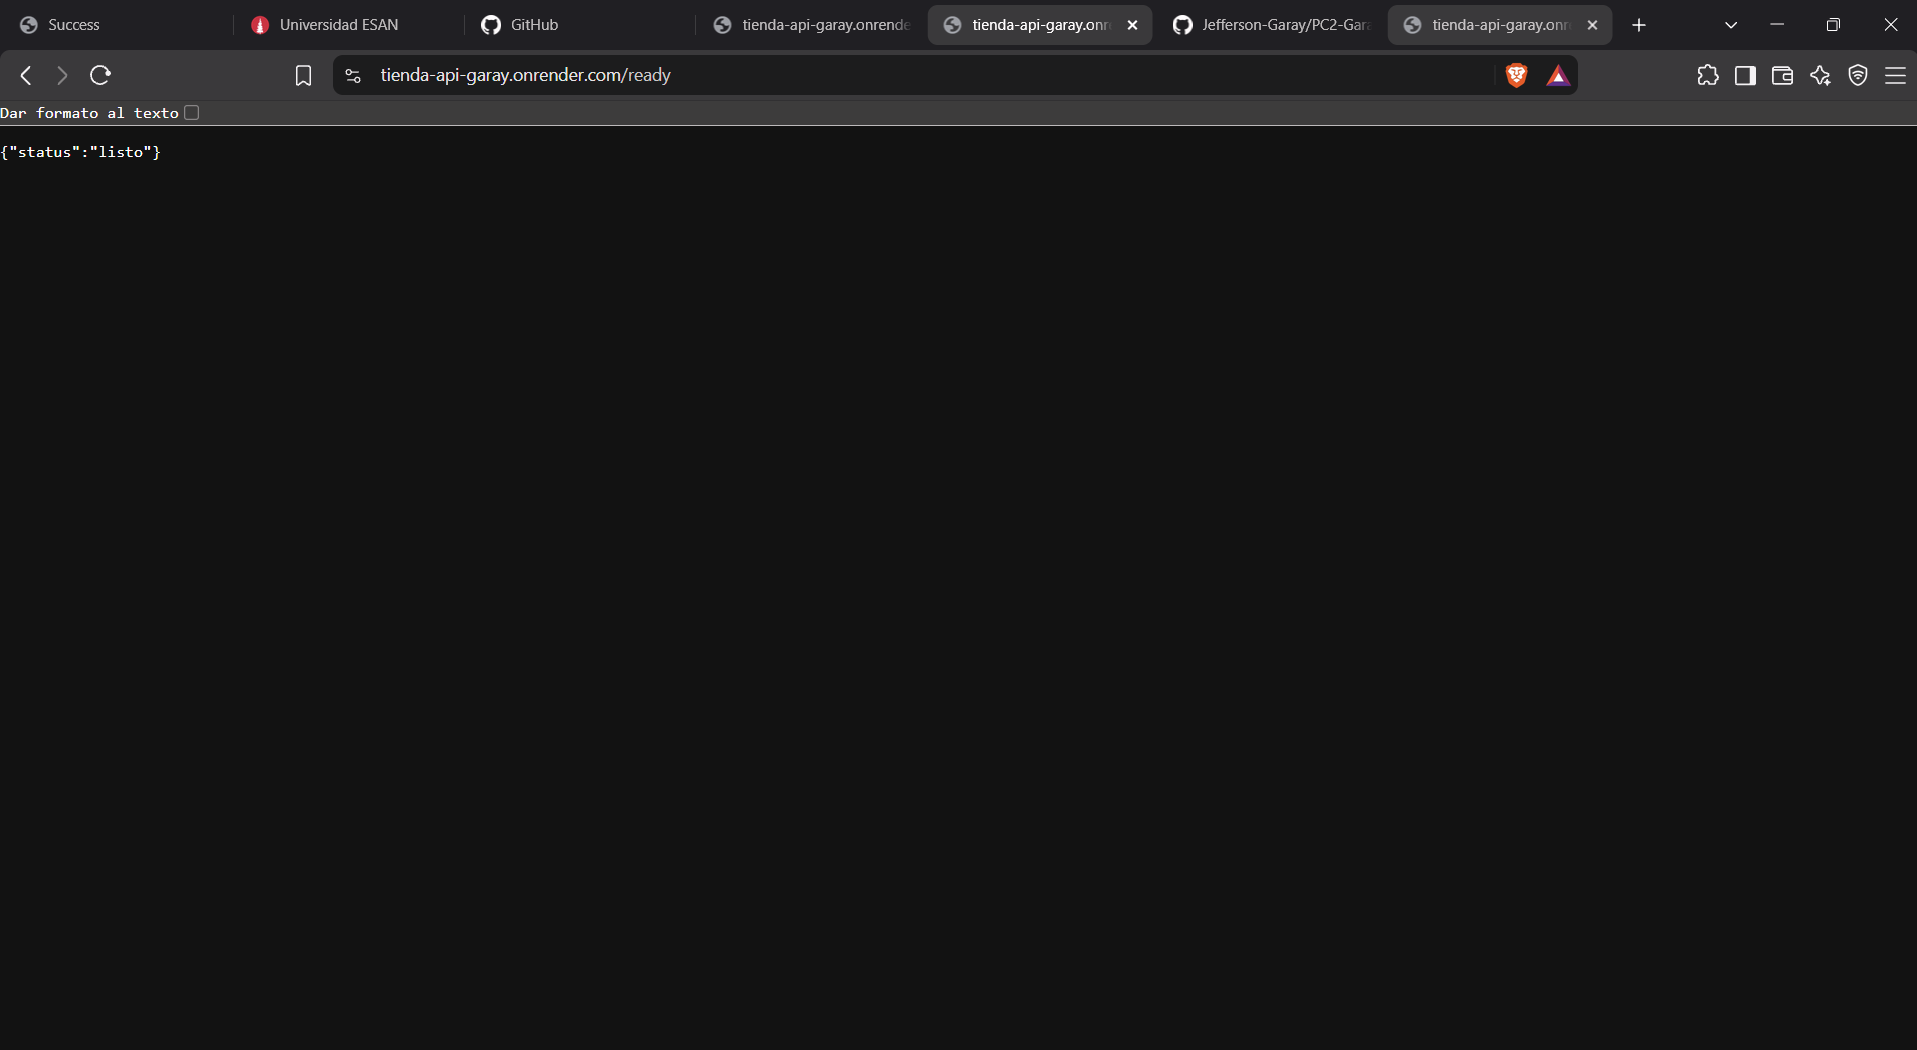 Success
Universidad ESAN
GitHub
tienda-api-garay.onrende
tienda-api-garay.onr
Jefferson-Garay/PC2-Gar
tienda-api-garay.onr
tienda-api-garay.onrender.com/ready
Dar formato al texto
{"status":"listo"}